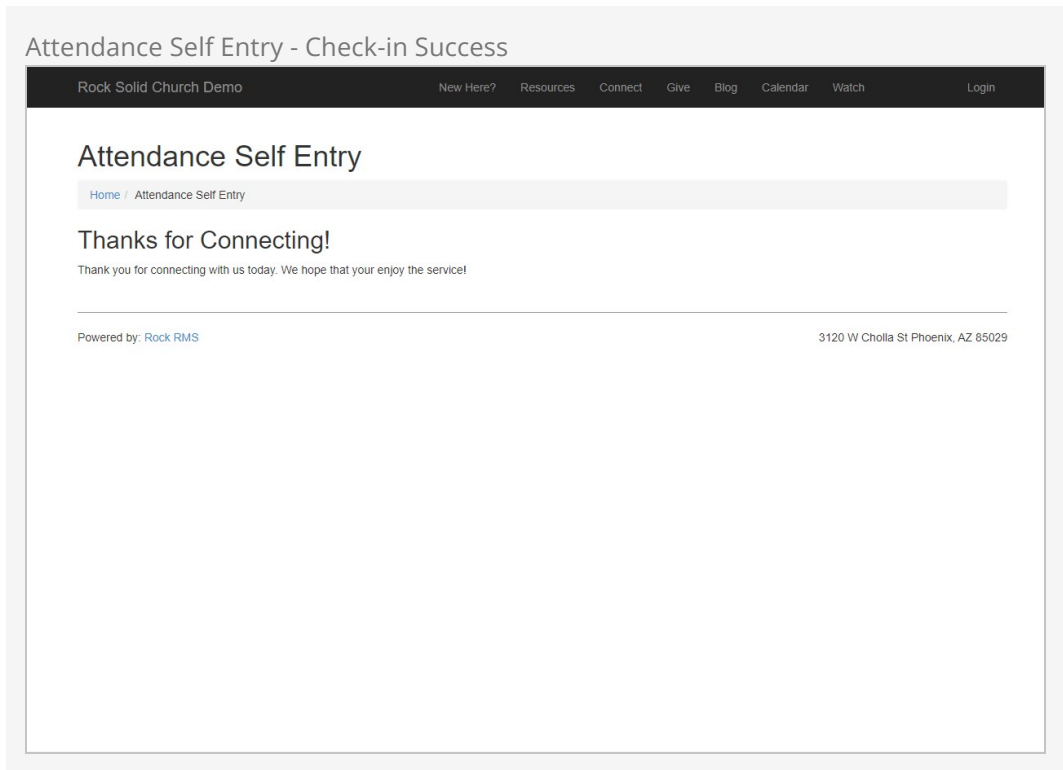 Attendance Self Entry - Check-in Success
Rock Solid Church Demo New Here? Resources Connect Give Blog Calendar Watch Login
Attendance Self Entry
Home / Attendance Self Entry
Thanks for Connecting!
Thank you for connecting with us today. We hope that your enjoy the service!
Powered by: Rock RMS 3120 W Cholla St Phoenix, AZ 85029